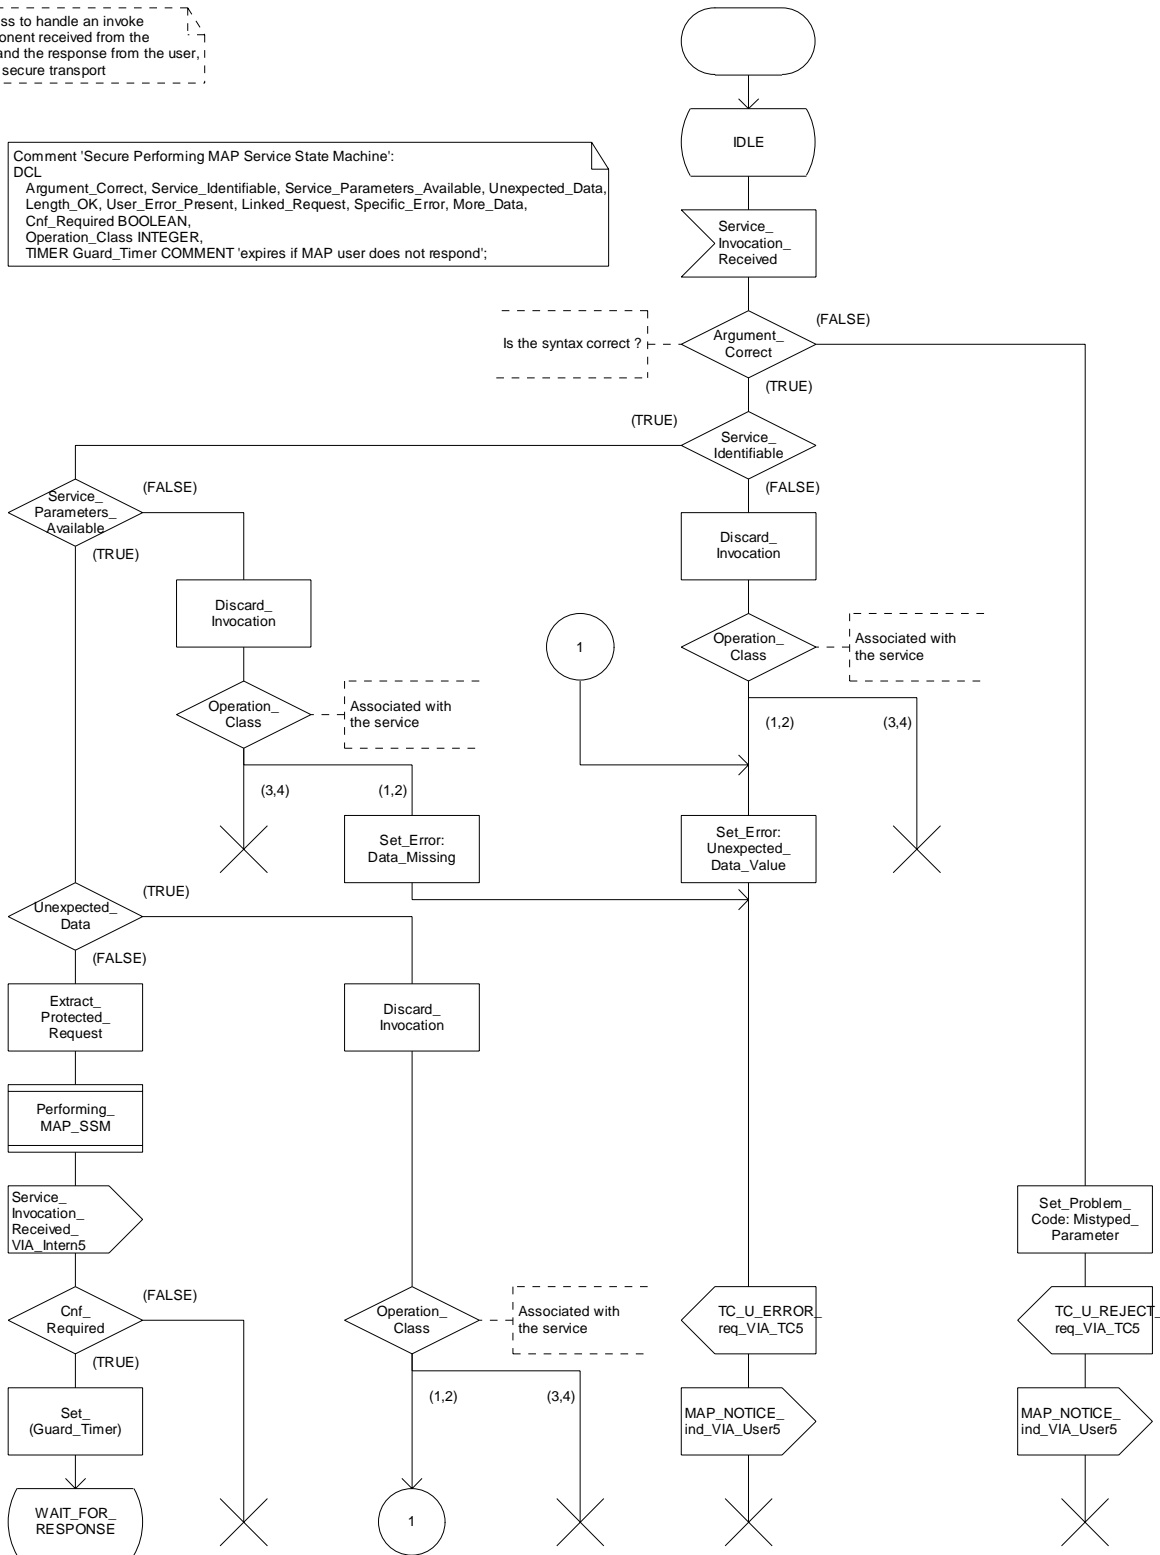 ss to handle an invoke
onent received from the
and the response from the user,
secure transport
Comment 'Secure Performing MAP Service State Machine':
DCL
Argument_Correct, Service_Identifiable, Service_Parameters_Available, Unexpected_Data,
Length_OK, User_Error_Present, Linked_Request, Specific_Error, More_Data,
Cnf_Required BOOLEAN,
Operation_Class INTEGER,
TIMER Guard_Timer COMMENT 'expires if MAP user does not respond';
IDLE
Service_
Invocation_
Received
Is the syntax correct ?
Argument_
Correct
(FALSE)
(TRUE)
(TRUE)
Service_
Identifiable
(FALSE)
Service_
Parameters_
Available
(FALSE)
(TRUE)
Discard_
Invocation
Discard_
Invocation
1
Operation_
Class
Associated with
the service
(1,2)
(3,4)
Operation_
Class
Associated with
the service
(3,4)
(1,2)
Set_Error:
Data_Missing
Set_Error:
Unexpected_
Data_Value
Unexpected_
Data
(TRUE)
(FALSE)
Extract_
Protected_
Request
Discard_
Invocation
Performing_
MAP_SSM
Service_
Invocation_
Received_
VIA_Intern5
Set_Problem_
Code: Mistyped_
Parameter
Cnf_
Required
(FALSE)
(TRUE)
Operation_
Class
Associated with
the service
(1,2)
(3,4)
TC_U_ERROR_
req_VIA_TC5
TC_U_REJECT_
req_VIA_TC5
Set_
(Guard_Timer)
MAP_NOTICE_
ind_VIA_User5
MAP_NOTICE_
ind_VIA_User5
WAIT_FOR_
RESPONSE
1